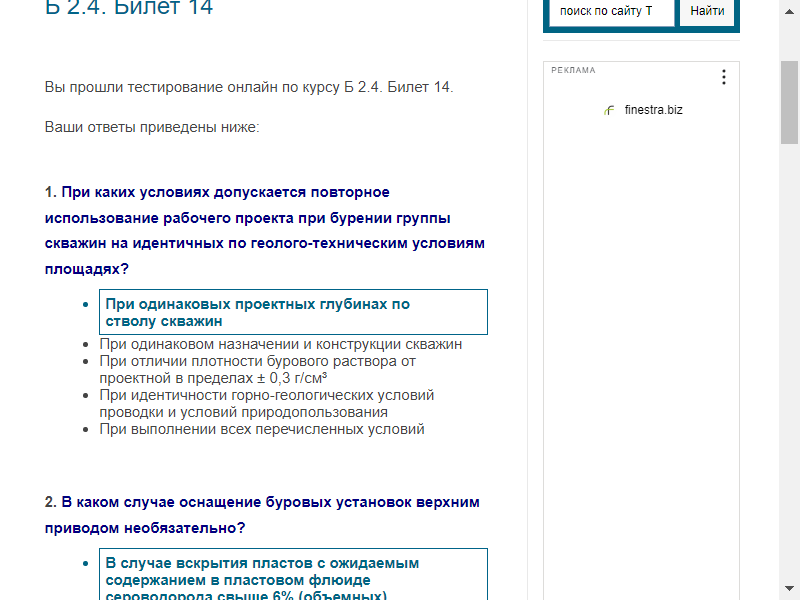 Б 2.4. Билет 14
поиск по сайту Т
Найти
РЕКЛАМА
finestra.biz
Вы прошли тестирование онлайн по курсу Б 2.4. Билет 14.
Ваши ответы приведены ниже:
1. При каких условиях допускается повторное
использование рабочего проекта при бурении группы
скважин на идентичных по геолого-техническим условиям
площадях?
При одинаковых проектных глубинах по
стволу скважин
При одинаковом назначении и конструкции скважин
При отличии плотности бурового раствора от
проектной в пределах ± 0,3 г/см³
При идентичности горно-геологических условий
проводки и условий природопользования
При выполнении всех перечисленных условий
2. В каком случае оснащение буровых установок верхним
приводом необязательно?
В случае вскрытия пластов с ожидаемым
содержанием в пластовом флюиде
сероводорода свыше 6% (объемных)